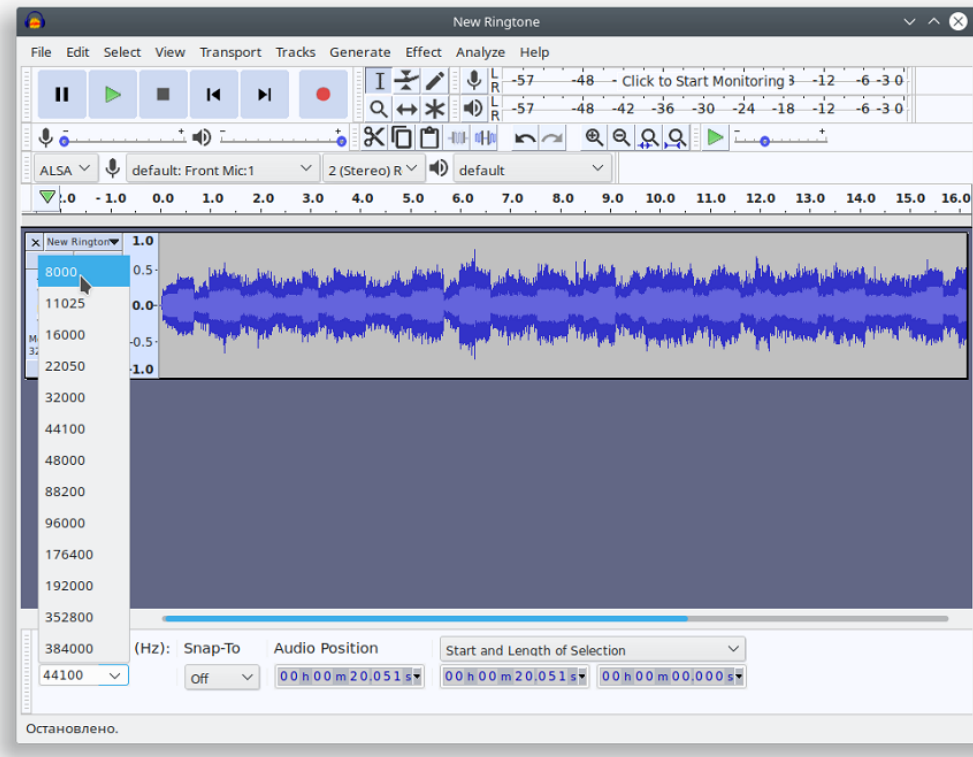 New Ringtone
File Edit Select View Transport Tracks Generate Effect Analyze Help
L R -57 -48 - Click to Start Monitoring 3 -12 -6 -3 0
L R -57 -48 -42 -36 -30 -24 -18 -12 -6 -3 0
- + - + - +
ALSA default: Front Mic:1 2 (Stereo) R default
- 1.0 0.0 1.0 2.0 3.0 4.0 5.0 6.0 7.0 8.0 9.0 10.0 11.0 12.0 13.0 14.0 15.0 16.0
New Rington 1.0
0.5
0.0
-0.5
-1.0
8000
11025
16000
22050
32000
44100
48000
88200
96000
176400
192000
352800
384000
(Hz): Snap-To Audio Position Start and Length of Selection
44100 Off 00 h 00 m 20.051 s 00 h 00 m 20.051 s 00 h 00 m 00.000 s
Остановлено.